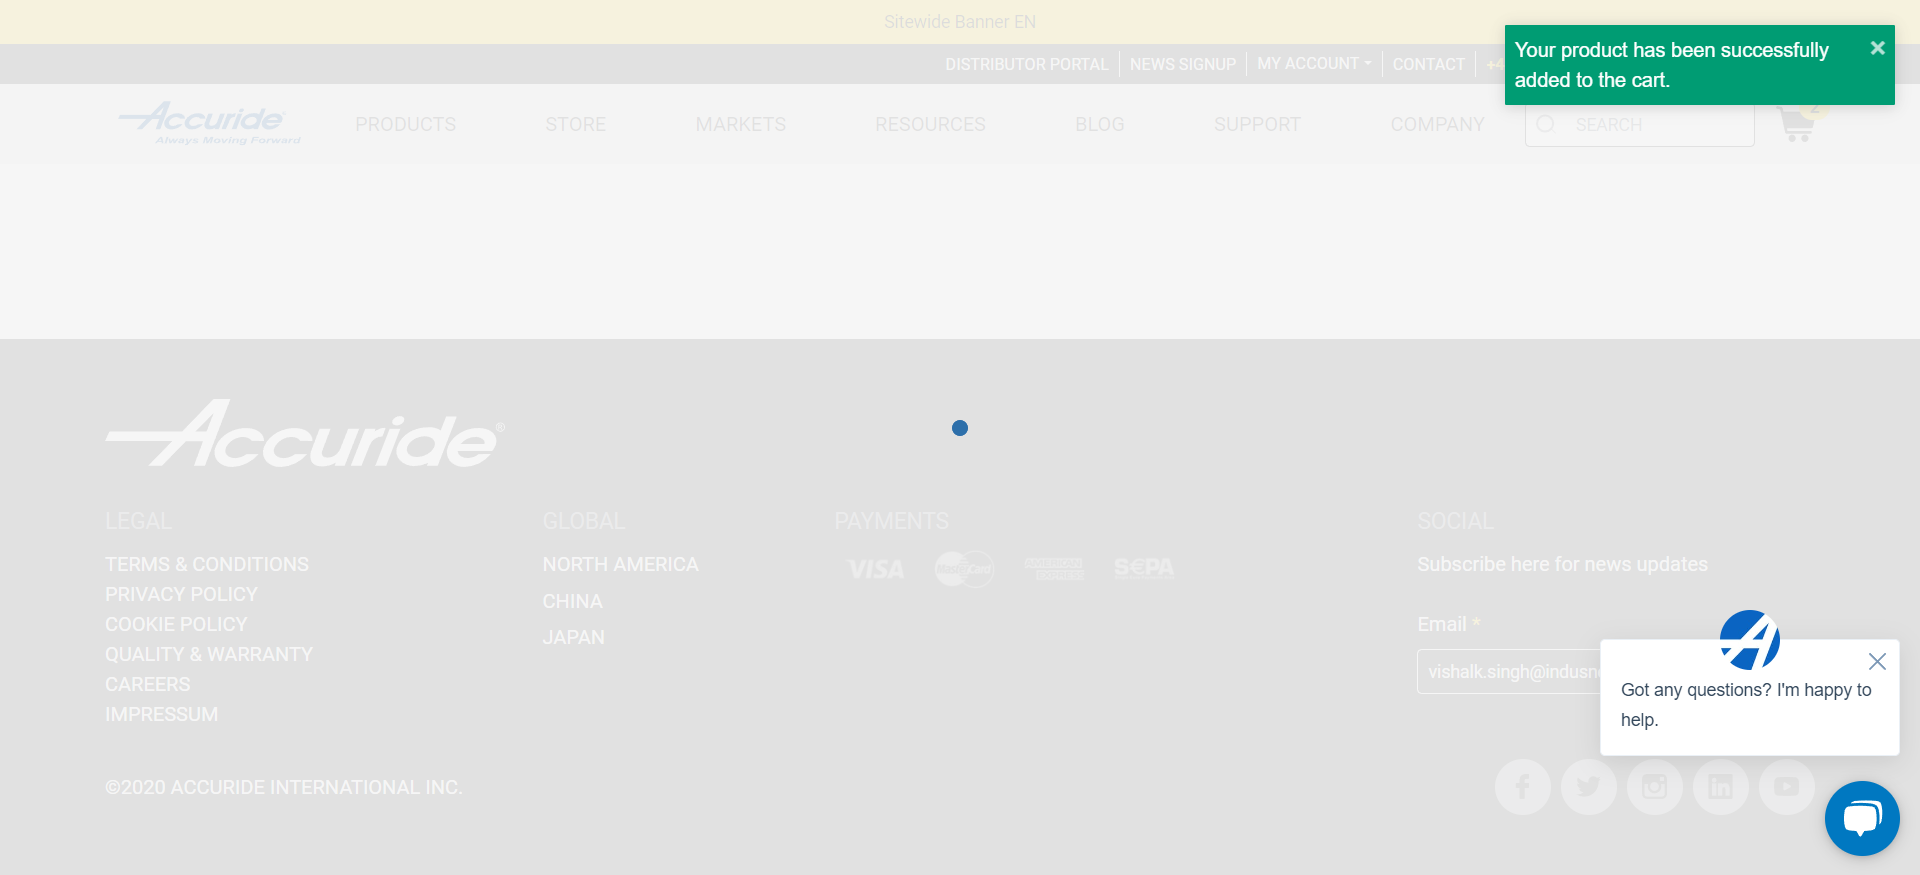 Sitewide Banner EN
DISTRIBUTOR PORTAL
NEWS SIGNUP
MY ACCOUNT
CONTACT
+4
Your product has been successfully
added to the cart.
Accuride
Always Moving Forward
PRODUCTS
STORE
MARKETS
RESOURCES
BLOG
SUPPORT
COMPANY
SEARCH
2
Accuride®
LEGAL
TERMS & CONDITIONS
PRIVACY POLICY
COOKIE POLICY
QUALITY & WARRANTY
CAREERS
IMPRESSUM
GLOBAL
NORTH AMERICA
CHINA
JAPAN
PAYMENTS
VISA
MasterCard
AMERICAN
EXPRESS
S€PA
SOCIAL
Subscribe here for news updates
Email *
vishalk.singh@indusn
Got any questions? I'm happy to
help.
©2020 ACCURIDE INTERNATIONAL INC.